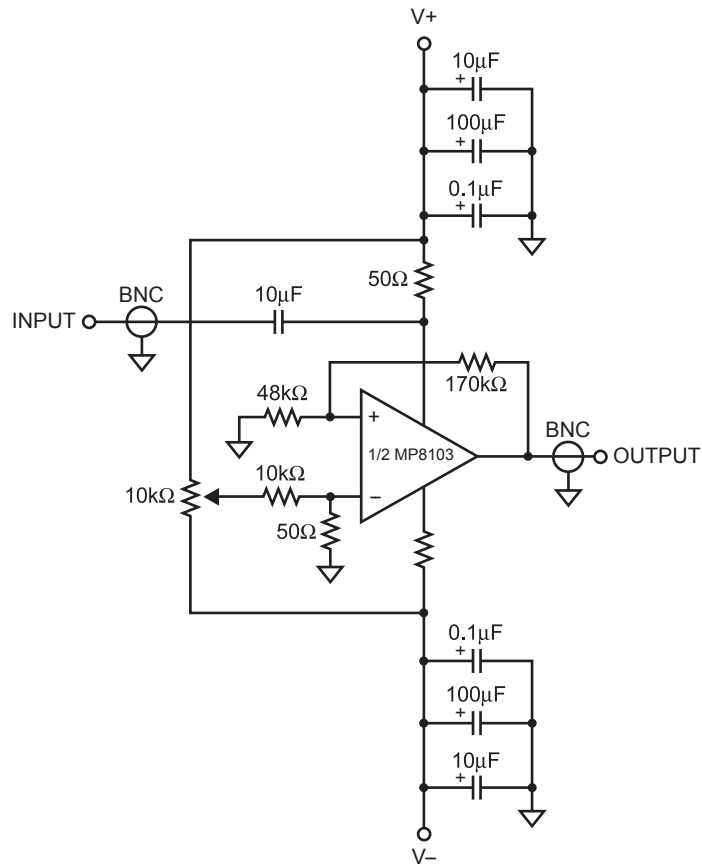 V+
10μF
+
100μF
+
0.1μF
+
50Ω
BNC
INPUT
10μF
170kΩ
48kΩ
+
1/2 MP8103
BNC
OUTPUT
10kΩ
10kΩ
–
50Ω
0.1μF
+
100μF
+
10μF
+
V–